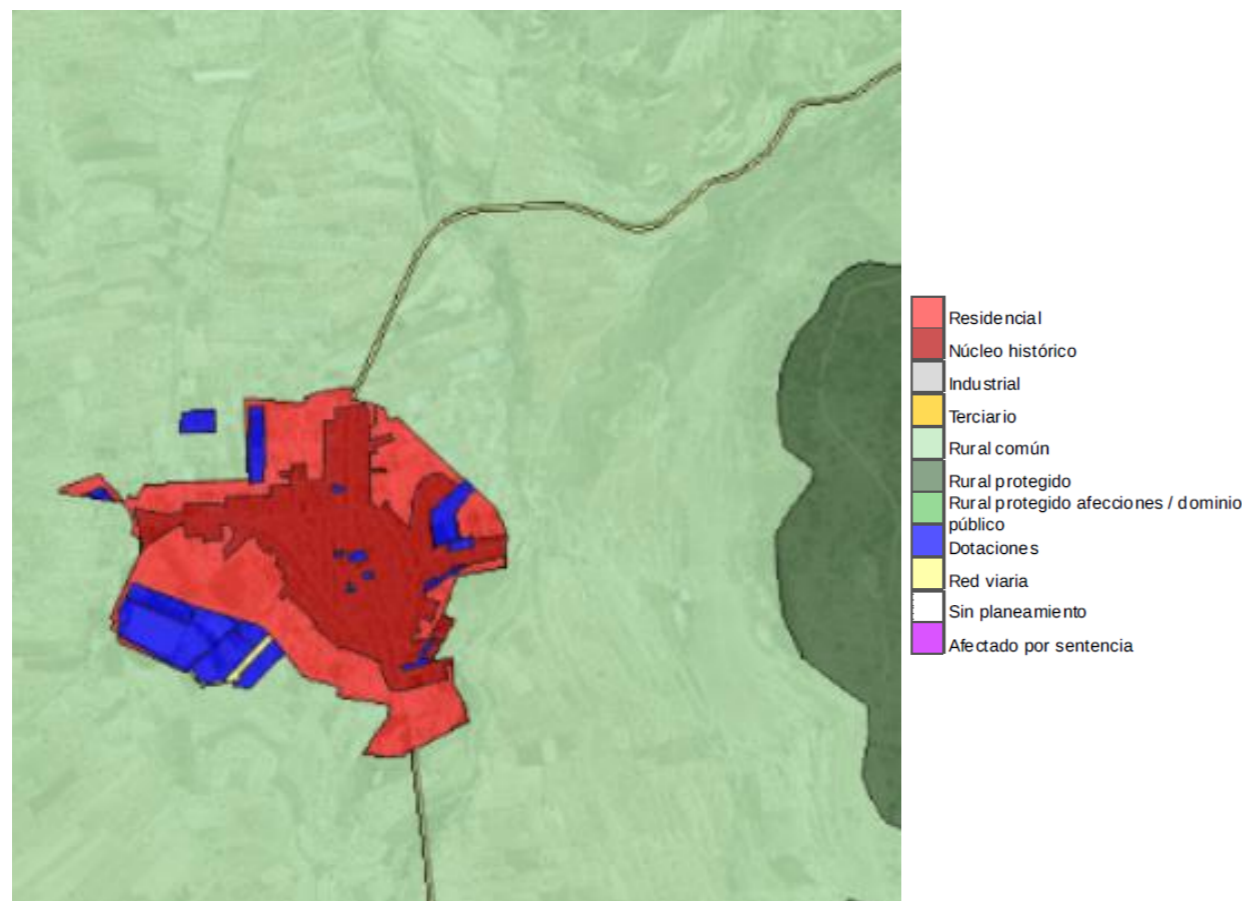 Residencial
Núcleo histórico
Industrial
Terciario
Rural común
Rural protegido
Rural protegido afecciones / dominio
público
Dotaciones
Red viaria
Sin planeamiento
Afectado por sentencia